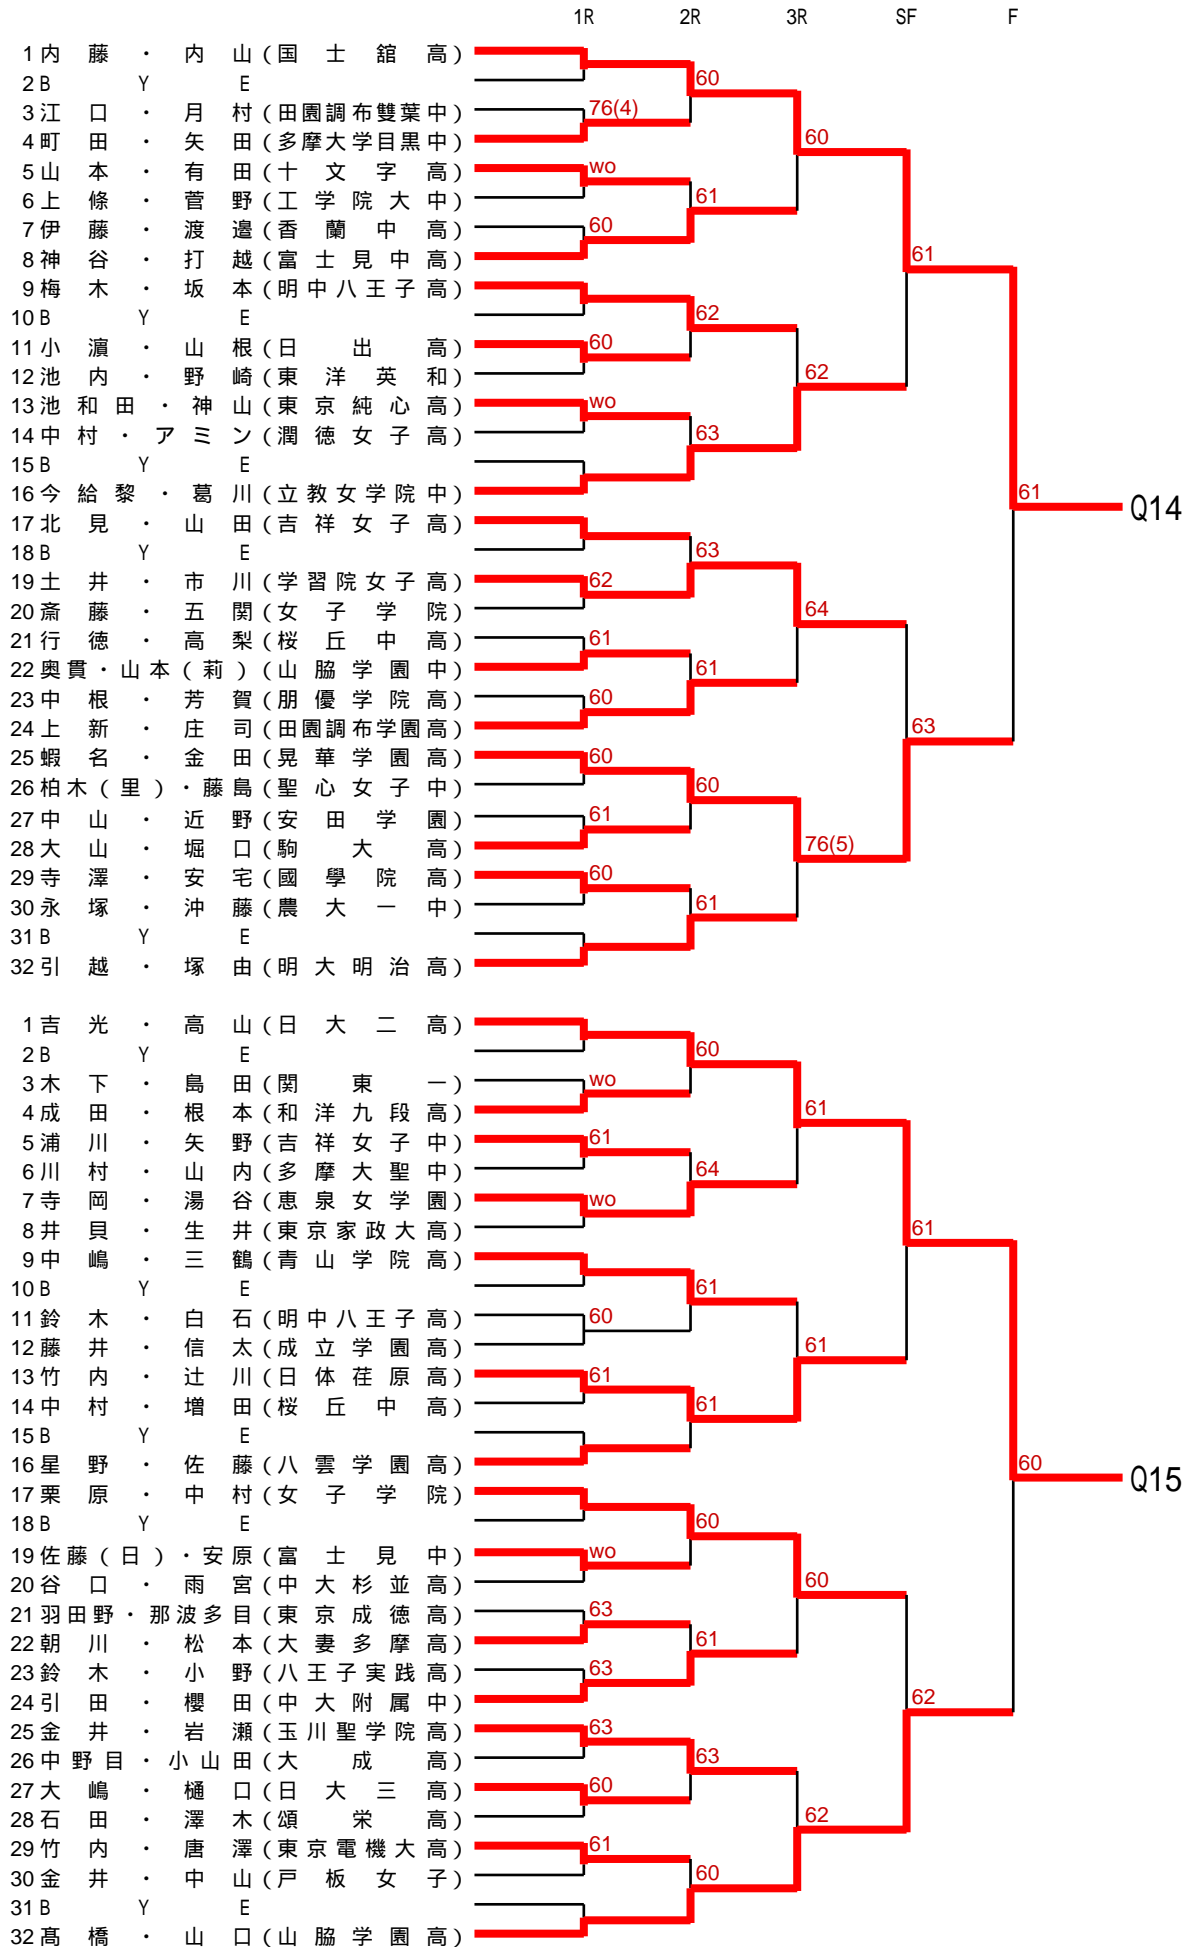 1R 2R 3R SF F
1 内藤・内山(国士舘高)
2 BYE
60
3 江口・月村(田園調布雙葉中)
76(4)
4 町田・矢田(多摩大学目黒中)
60
5 山本・有田(十文字高)
wo
6 上條・菅野(工学院大中)
61
7 伊藤・渡邉(香蘭中高)
60
8 神谷・打越(富士見中高)
61
9 梅木・坂本(明中八王子高)
10 BYE
62
11 小濵・山根(日出高)
60
12 池内・野崎(東洋英和)
62
13 池和田・神山(東京純心高)
wo
14 中村・アミン(潤徳女子高)
63
15 BYE
16 今給黎・葛川(立教女学院中)
61
Q14
17 北見・山田(吉祥女子高)
18 BYE
63
19 土井・市川(学習院女子高)
62
20 斎藤・五関(女子学院)
64
21 行徳・高梨(桜丘中高)
61
22 奥貫・山本(莉)(山脇学園中)
61
23 中根・芳賀(朋優学院高)
60
24 上新・庄司(田園調布学園高)
63
25 蝦名・金田(晃華学園高)
60
26 柏木(里)・藤島(聖心女子中)
60
27 中山・近野(安田学園)
61
28 大山・堀口(駒大高)
76(5)
29 寺澤・安宅(國學院高)
60
30 永塚・沖藤(農大一中)
61
31 BYE
32 引越・塚由(明大明治高)
1 吉光・高山(日大二高)
2 BYE
60
3 木下・島田(関東一)
wo
4 成田・根本(和洋九段高)
61
5 浦川・矢野(吉祥女子中)
61
6 川村・山内(多摩大聖中)
64
7 寺岡・湯谷(恵泉女学園)
wo
8 井貝・生井(東京家政大高)
61
9 中嶋・三鶴(青山学院高)
10 BYE
61
11 鈴木・白石(明中八王子高)
60
12 藤井・信太(成立学園高)
61
13 竹内・辻川(日体荏原高)
61
14 中村・増田(桜丘中高)
61
15 BYE
16 星野・佐藤(八雲学園高)
60
Q15
17 栗原・中村(女子学院)
18 BYE
60
19 佐藤(日)・安原(富士見中)
wo
20 谷口・雨宮(中大杉並高)
60
21 羽田野・那波多目(東京成徳高)
63
22 朝川・松本(大妻多摩高)
61
23 鈴木・小野(八王子実践高)
63
24 引田・櫻田(中大附属中)
62
25 金井・岩瀬(玉川聖学院高)
63
26 中野目・小山田(大成高)
63
27 大嶋・樋口(日大三高)
60
28 石田・澤木(頌栄高)
62
29 竹内・唐澤(東京電機大高)
61
30 金井・中山(戸板女子)
60
31 BYE
32 髙橋・山口(山脇学園高)